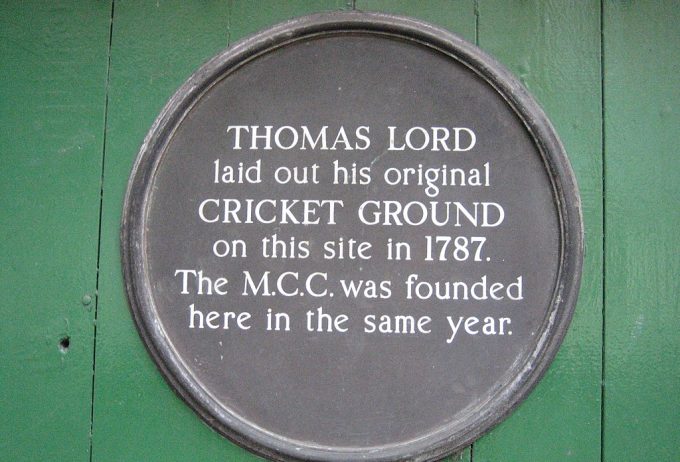 THOMAS LORD
laid out his original
CRICKET GROUND
on this site in 1787.
The M.C.C. was founded
here in the same year.